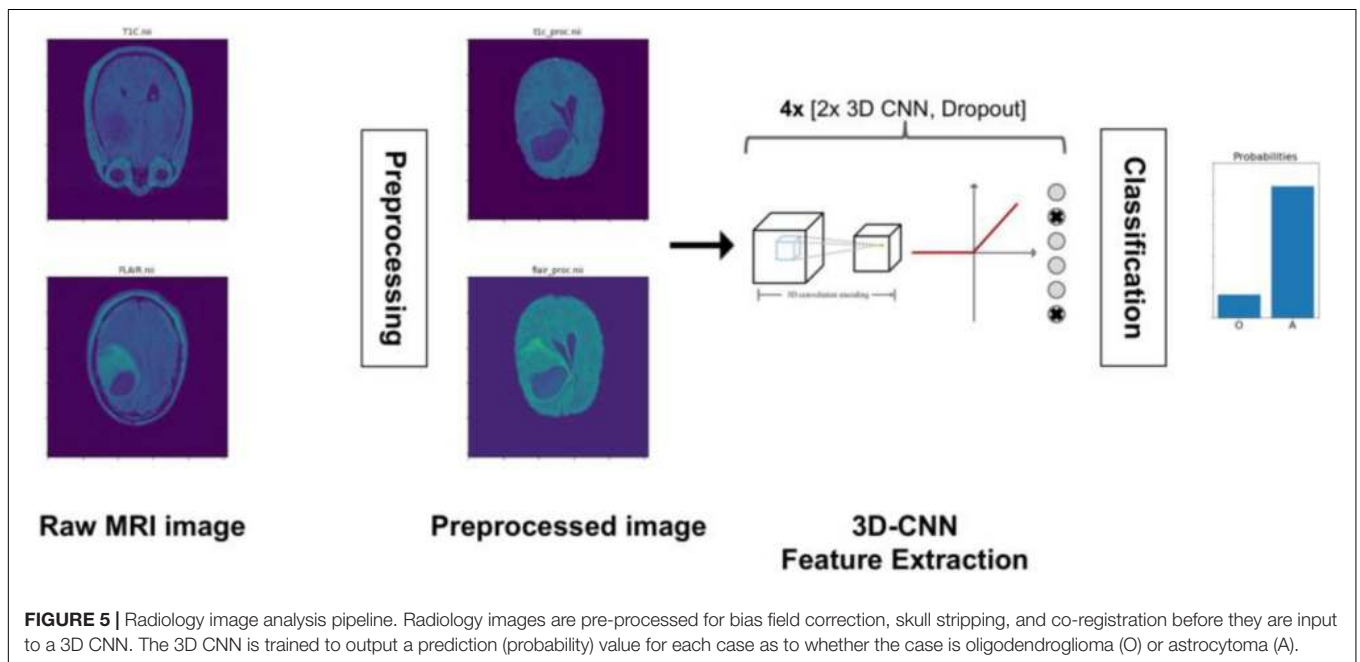 T1C.nii
t1c_proc.nii
4x [2x 3D CNN, Dropout]
Preprocessing
Classification
Probabilities
FLAIR.nii
flair_proc.nii
3D convolution encoding
O A
Raw MRI image
Preprocessed image
3D-CNN
Feature Extraction
FIGURE 5 | Radiology image analysis pipeline. Radiology images are pre-processed for bias field correction, skull stripping, and co-registration before they are input
to a 3D CNN. The 3D CNN is trained to output a prediction (probability) value for each case as to whether the case is oligodendroglioma (O) or astrocytoma (A).